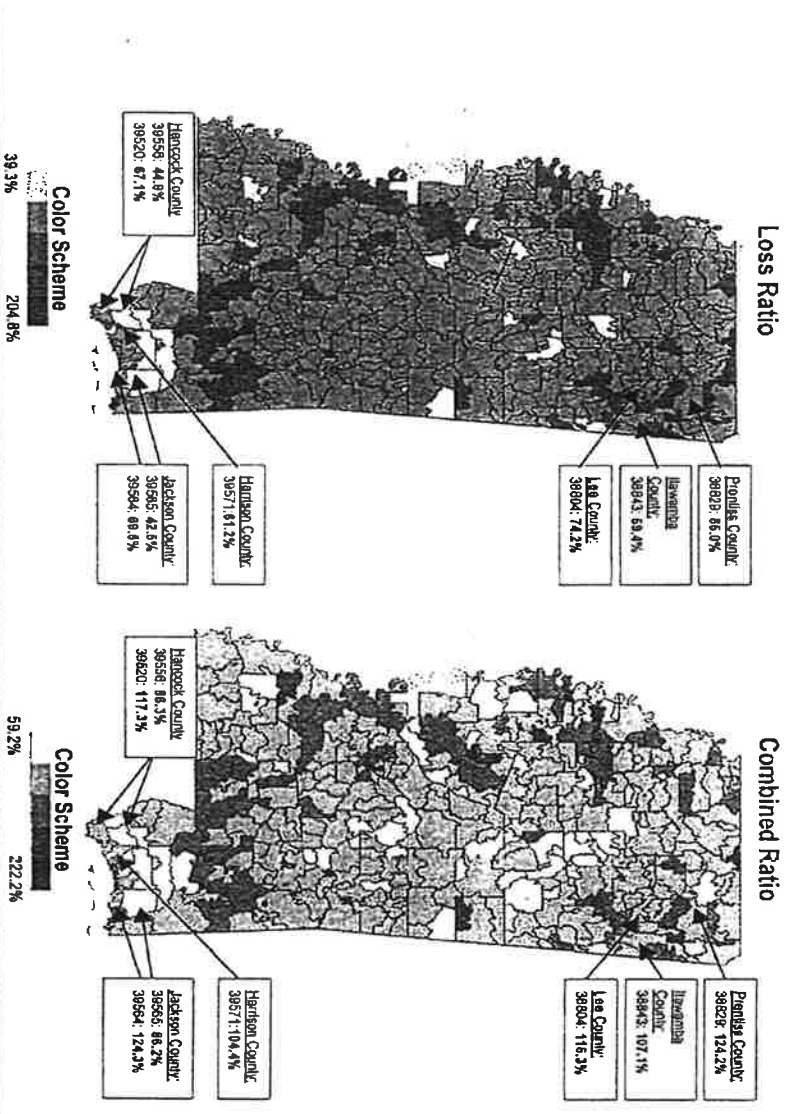 Loss Ratio
Prentiss County:
38829: 86.0%
Itawamba
County:
38843: 69.4%
Lee County:
38804: 74.2%
Harrison County:
39571:61.2%
Jackson County:
39565: 42.5%
39564: 69.6%
Hancock County
39556: 44.8%
39520: 67.1%
Color Scheme
39.3% 204.8%
Combined Ratio
Prentiss County:
38829: 124.2%
Itawamba
County:
38843: 107.1%
Lee County:
38804: 116.3%
Harrison County:
39571:104.4%
Jackson County:
39565: 86.2%
39564: 124.3%
Hancock County
39556: 86.3%
39520: 117.3%
Color Scheme
59.2% 222.2%